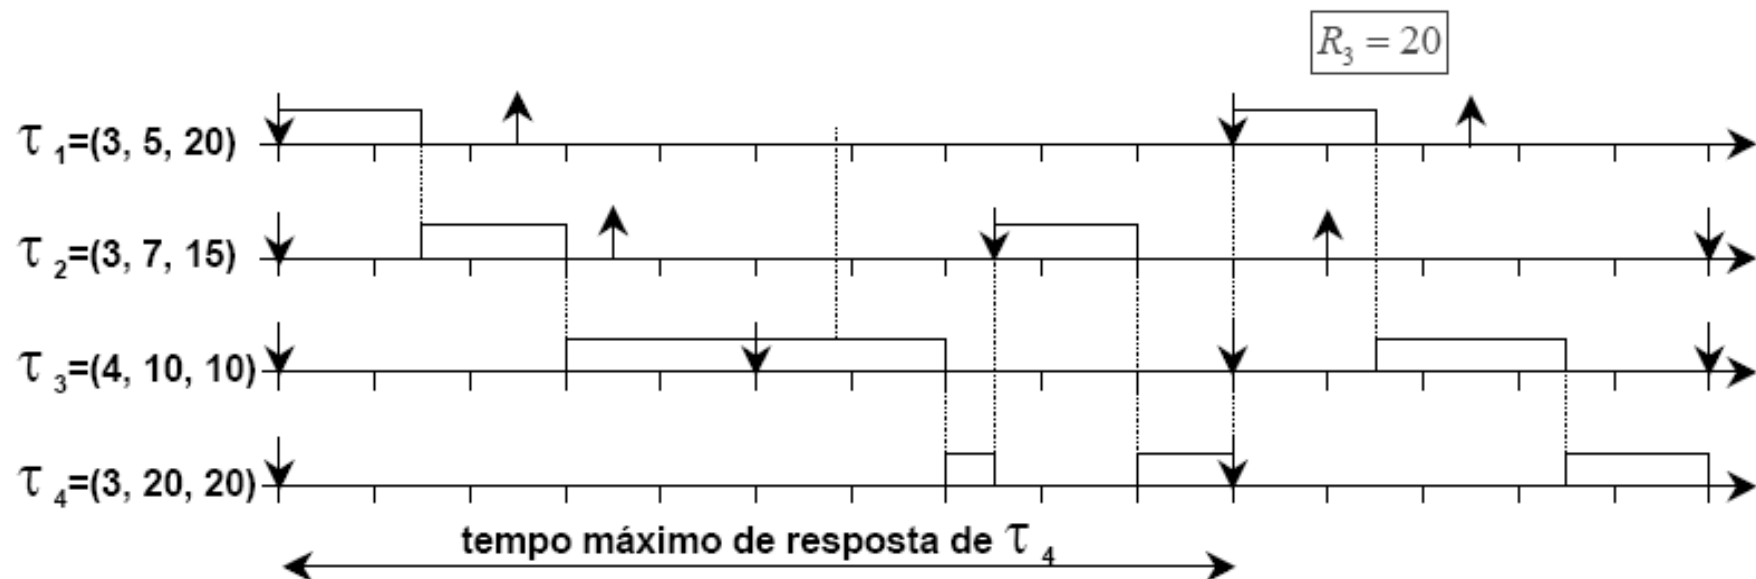 R₃ = 20
τ ₁=(3, 5, 20)
τ ₂=(3, 7, 15)
τ ₃=(4, 10, 10)
τ ₄=(3, 20, 20)
tempo máximo de resposta de τ ₄